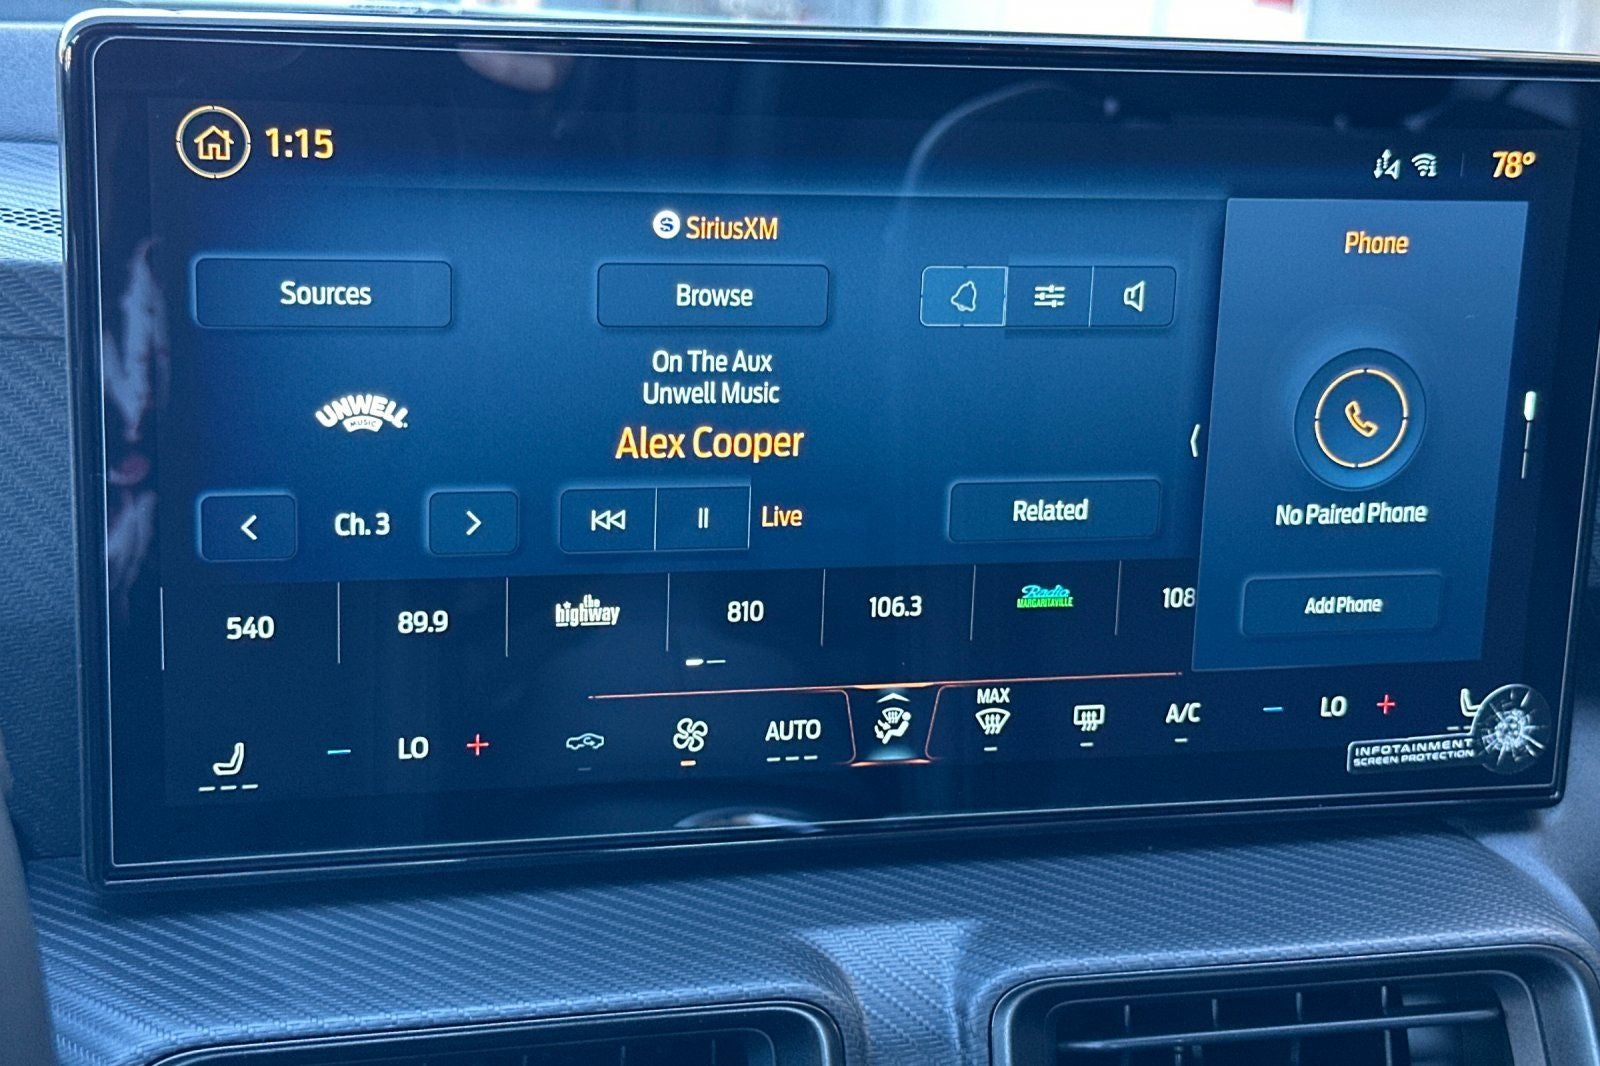 1:15
78°
SiriusXM
Phone
Sources
Browse
On The Aux
Unwell Music
UNWELL
MUSIC
Alex Cooper
Ch. 3
Live
Related
No Paired Phone
Add Phone
540
89.9
the highway
810
106.3
Radio
MARGARITAVILLE
108
LO
AUTO
MAX
A/C
LO
INFOTAINMENT
SCREEN PROTECTION